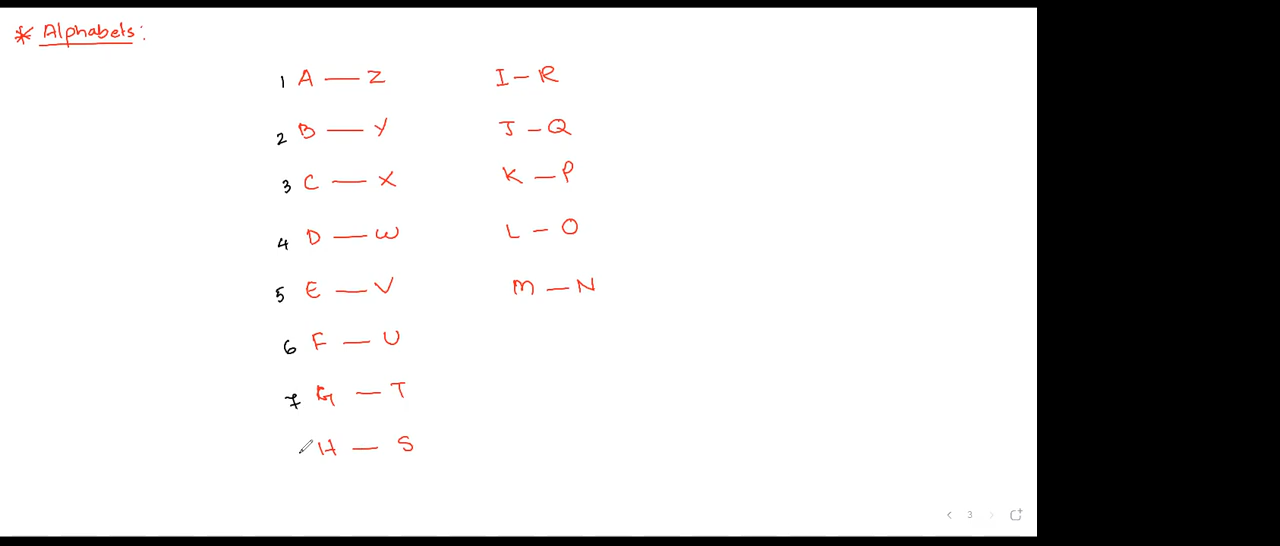 * Alphabets:
1 A — Z
2 B — Y
3 C — X
4 D — W
5 E — V
6 F — U
7 G — T
H — S
I — R
J — Q
K — P
L — O
M — N
3